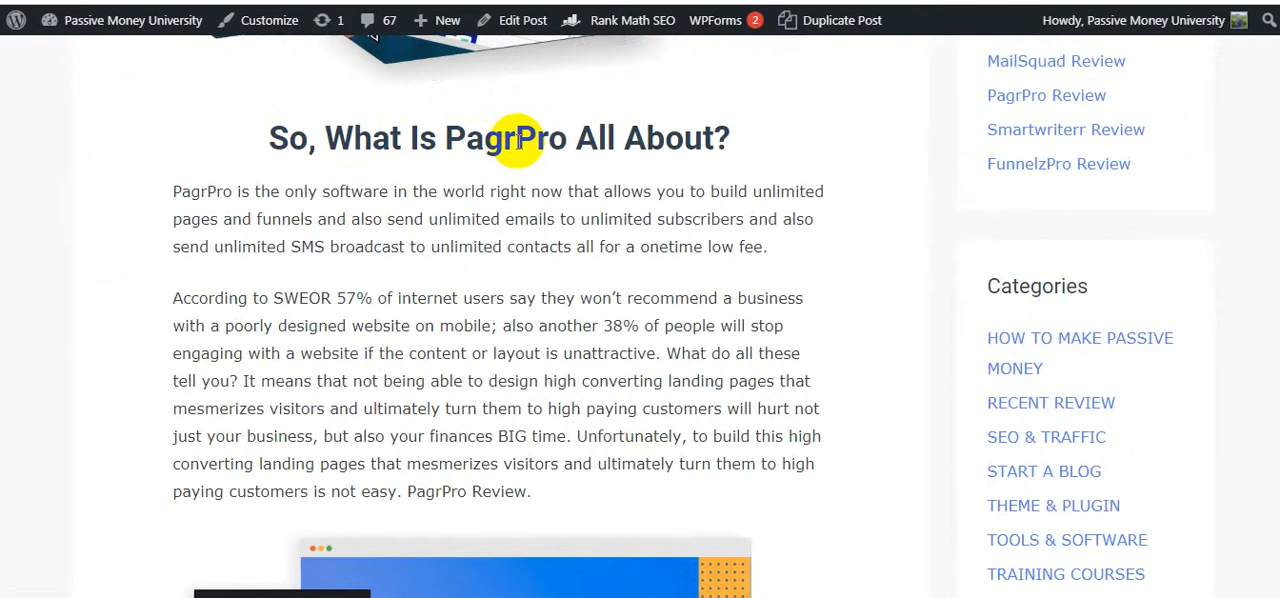 Passive Money University Customize 1 67 New Edit Post Rank Math SEO WPForms 2 Duplicate Post Howdy, Passive Money University
So, What Is PagrPro All About?
PagrPro is the only software in the world right now that allows you to build unlimited
pages and funnels and also send unlimited emails to unlimited subscribers and also
send unlimited SMS broadcast to unlimited contacts all for a onetime low fee.
According to SWEOR 57% of internet users say they won’t recommend a business
with a poorly designed website on mobile; also another 38% of people will stop
engaging with a website if the content or layout is unattractive. What do all these
tell you? It means that not being able to design high converting landing pages that
mesmerizes visitors and ultimately turn them to high paying customers will hurt not
just your business, but also your finances BIG time. Unfortunately, to build this high
converting landing pages that mesmerizes visitors and ultimately turn them to high
paying customers is not easy. PagrPro Review.
MailSquad Review
PagrPro Review
Smartwriterr Review
FunnelzPro Review
Categories
HOW TO MAKE PASSIVE
MONEY
RECENT REVIEW
SEO & TRAFFIC
START A BLOG
THEME & PLUGIN
TOOLS & SOFTWARE
TRAINING COURSES